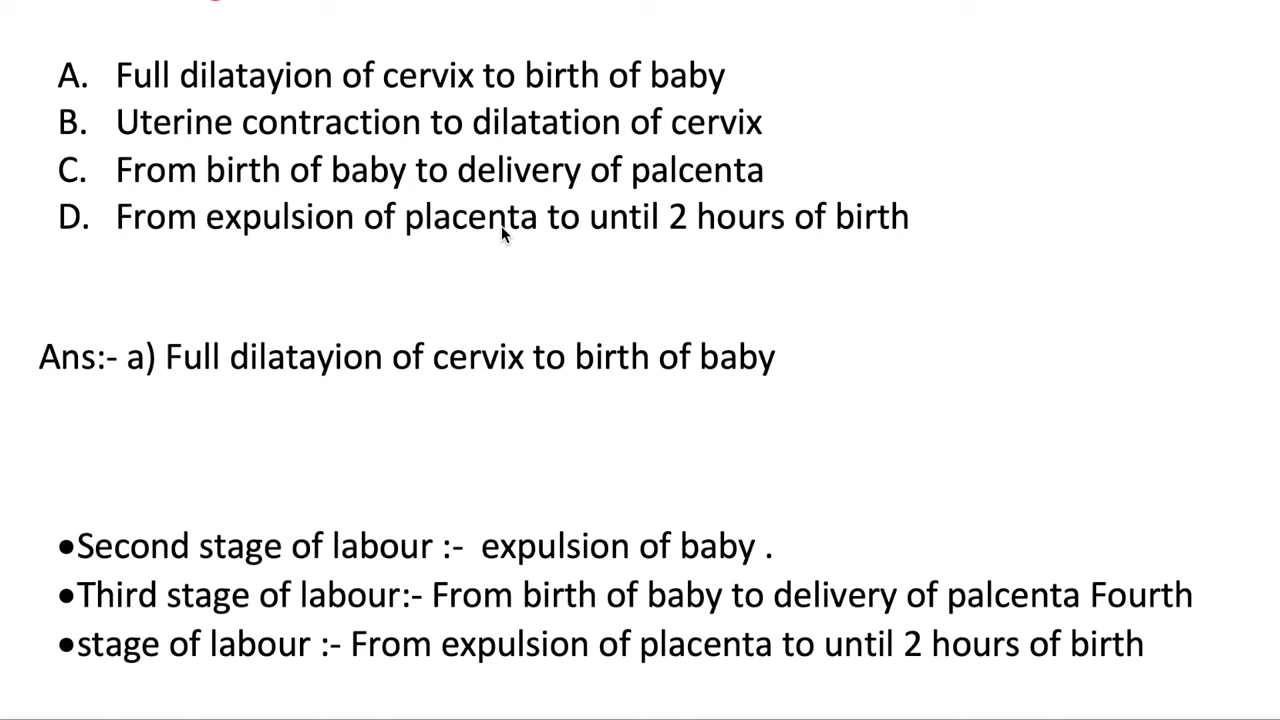 A. Full dilatayion of cervix to birth of baby
B. Uterine contraction to dilatation of cervix
C. From birth of baby to delivery of palcenta
D. From expulsion of placenta to until 2 hours of birth
Ans:- a) Full dilatayion of cervix to birth of baby
•Second stage of labour :- expulsion of baby .
•Third stage of labour:- From birth of baby to delivery of palcenta Fourth
•stage of labour :- From expulsion of placenta to until 2 hours of birth